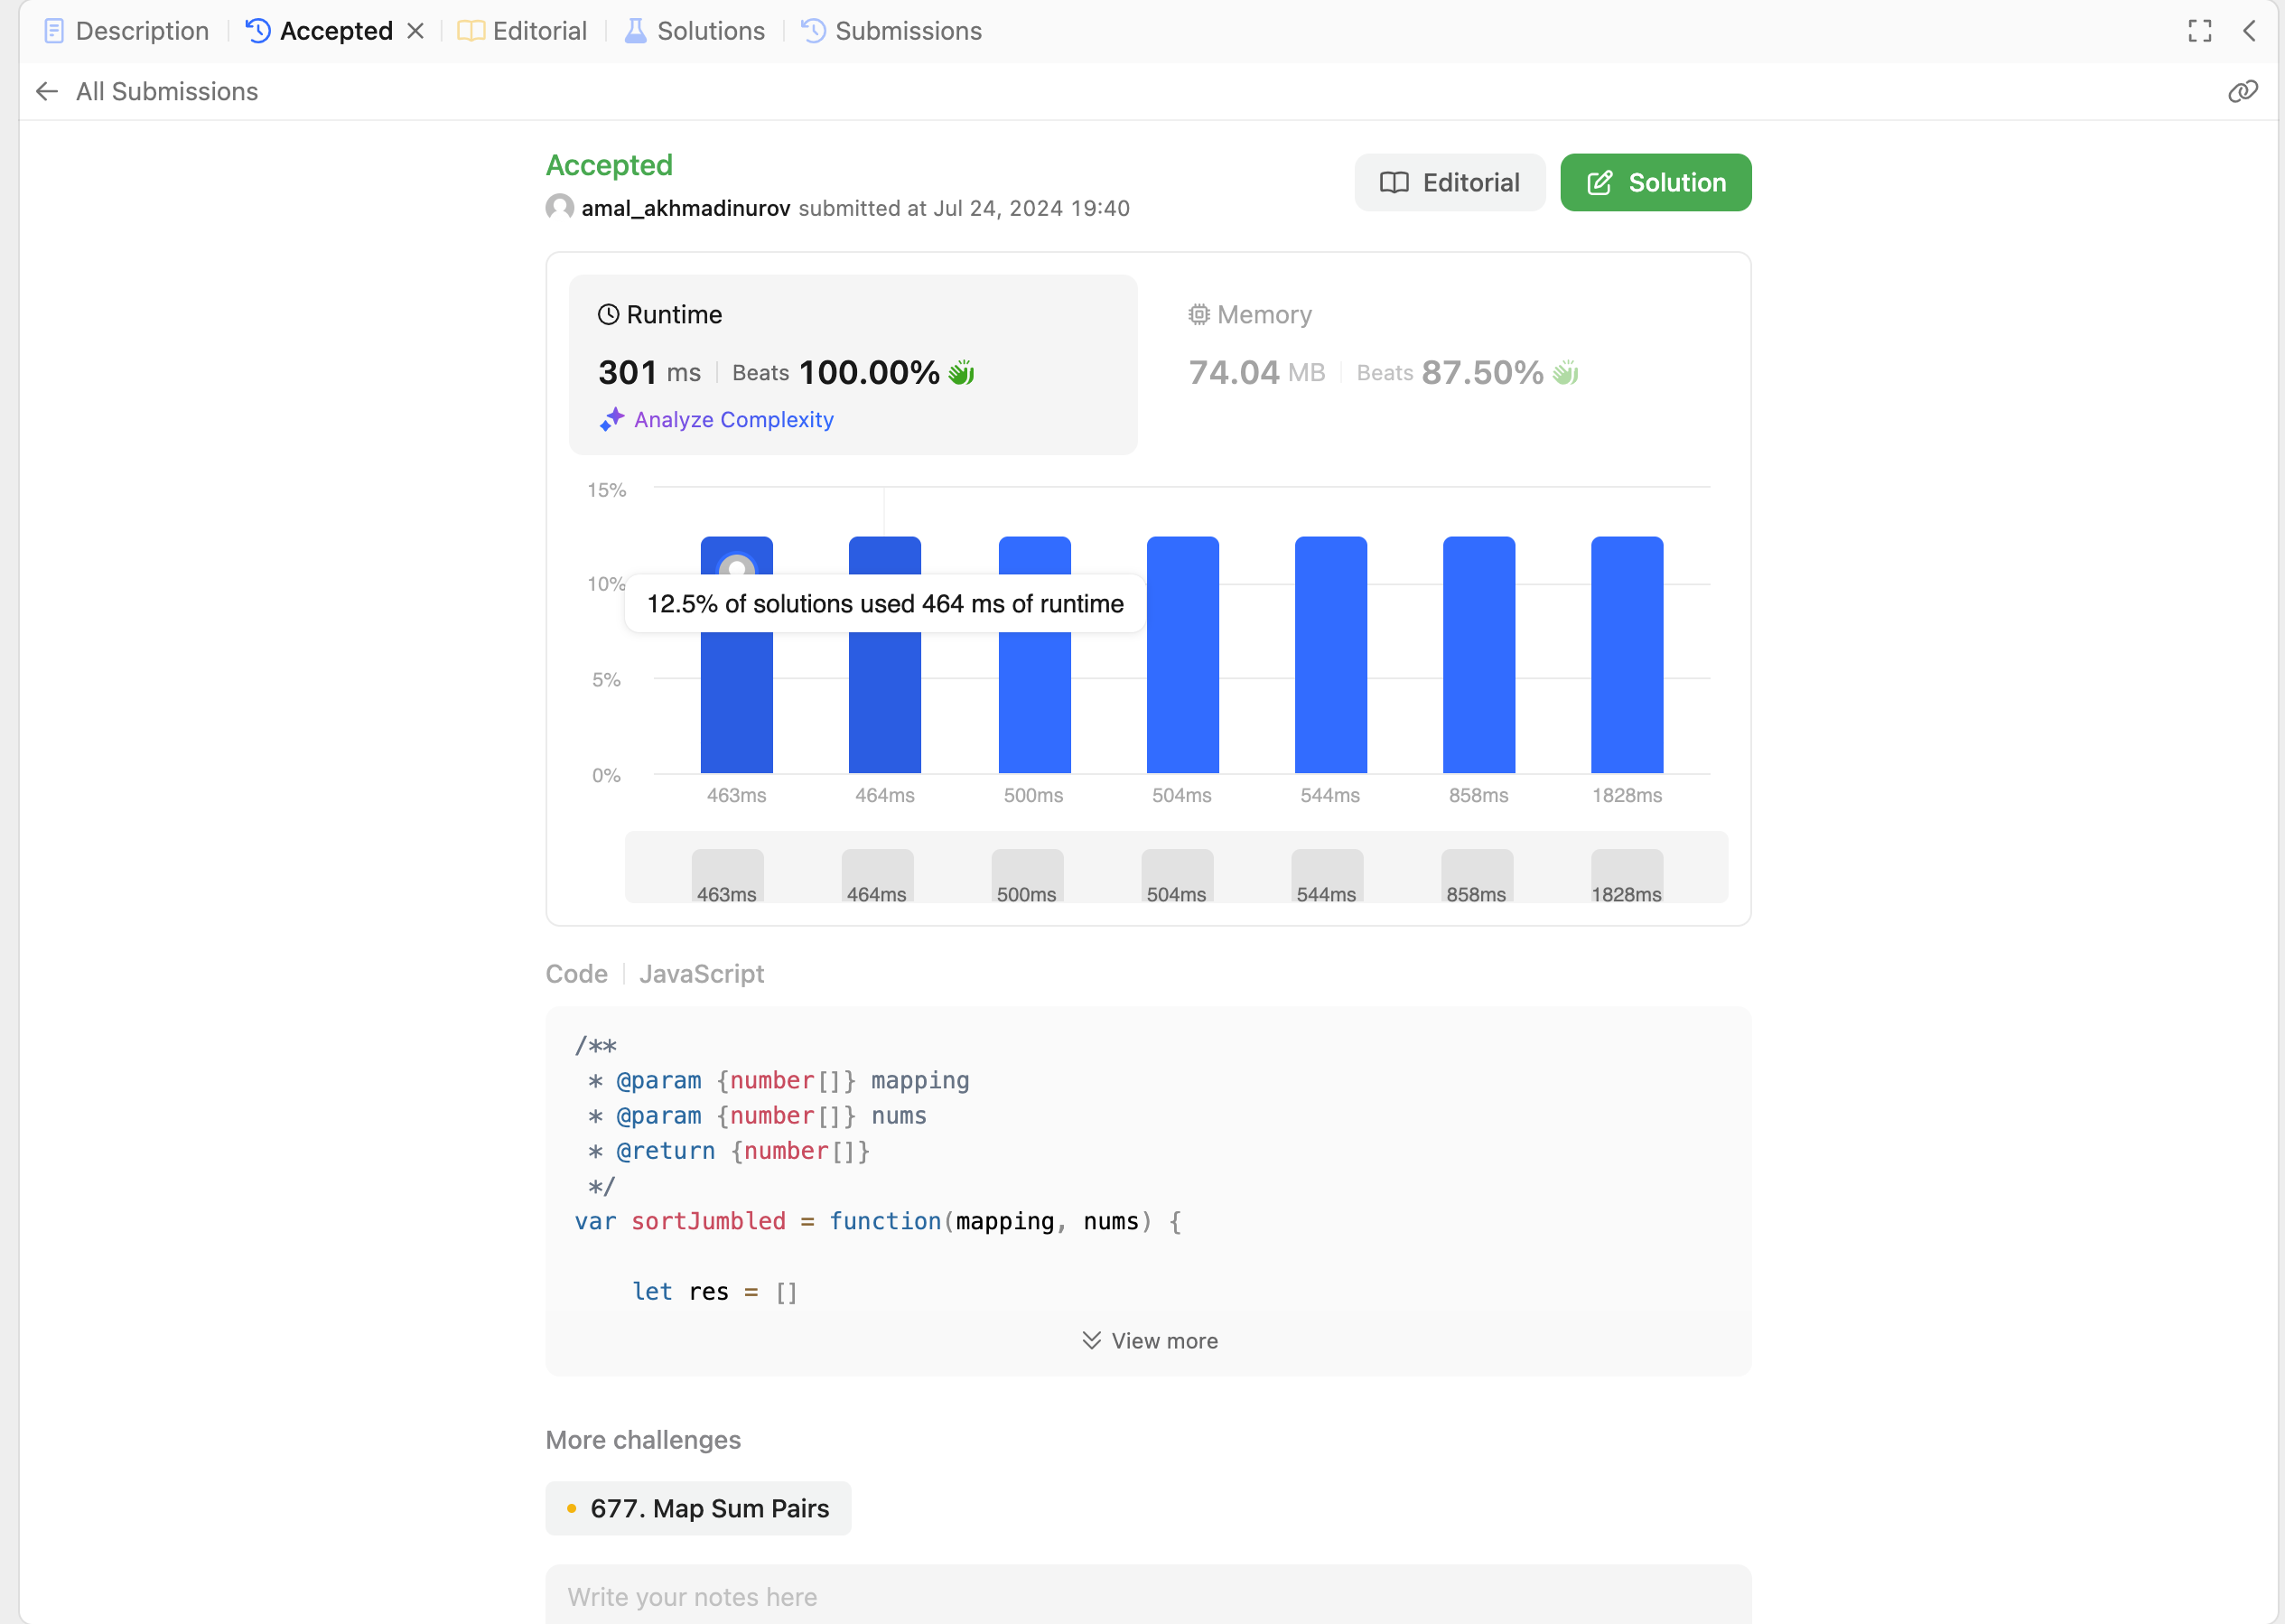 Description
Accepted
Editorial
Solutions
Submissions
All Submissions
Accepted
amal_akhmadinurov submitted at Jul 24, 2024 19:40
Editorial
Solution
Runtime
301 ms
Beats 100.00%
Analyze Complexity
Memory
74.04 MB
Beats 87.50%
15%
10%
5%
0%
12.5% of solutions used 464 ms of runtime
463ms 464ms 500ms 504ms 544ms 858ms 1828ms
463ms 464ms 500ms 504ms 544ms 858ms 1828ms
Code
JavaScript
/**
 * @param {number[]} mapping
 * @param {number[]} nums
 * @return {number[]}
 */
var sortJumbled = function(mapping, nums) {
    let res = []
View more
More challenges
677. Map Sum Pairs
Write your notes here